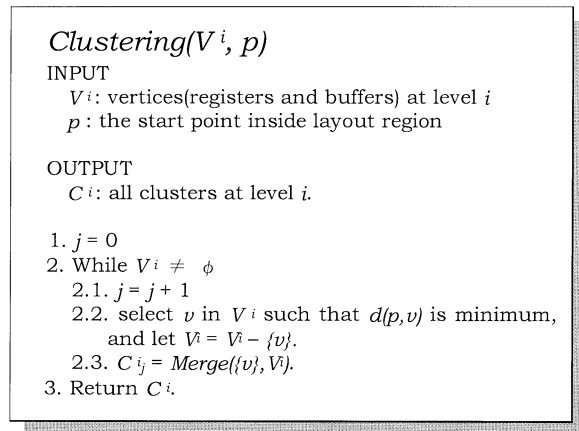 Clustering(V i, p)
INPUT
V i: vertices(registers and buffers) at level i
p : the start point inside layout region
OUTPUT
C i: all clusters at level i.
1. j = 0
2. While V i ≠ ϕ
2.1. j = j + 1
2.2. select v in V i such that d(p,v) is minimum,
and let Vi = Vi – {v}.
2.3. C ij = Merge({v}, Vi).
3. Return C i.